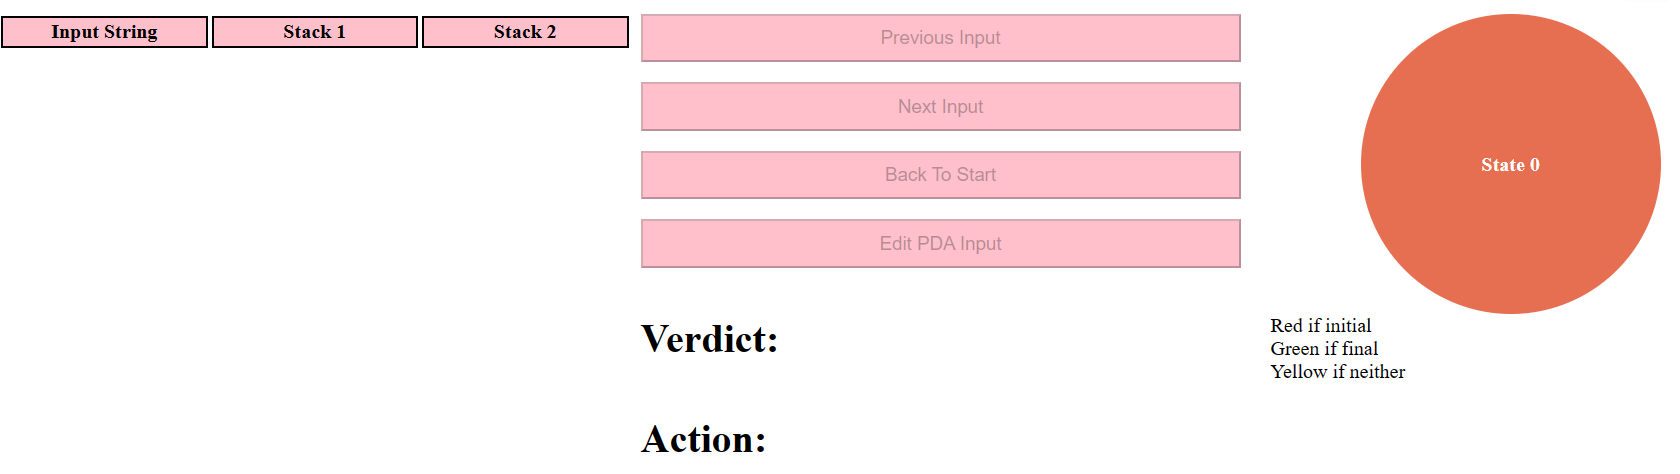 Input String
Stack 1
Stack 2
Previous Input
Next Input
Back To Start
Edit PDA Input
Verdict:
Action:
State 0
Red if initial
Green if final
Yellow if neither